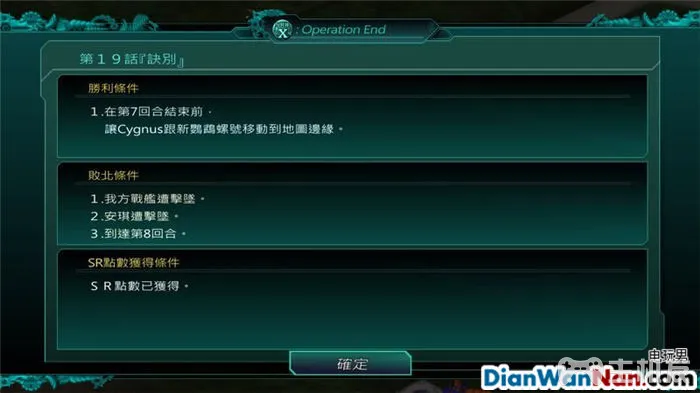 X : Operation End
第19話『訣別』
勝利條件
1.在第7回合結束前，
讓Cygnus跟新鸚鵡螺號移動到地圖邊緣。
敗北條件
1.我方戰艦遭擊墜。
2.安琪遭擊墜。
3.到達第8回合。
SR點數獲得條件
ＳＲ點數已獲得。
確定
电玩男
DianWanNan.com